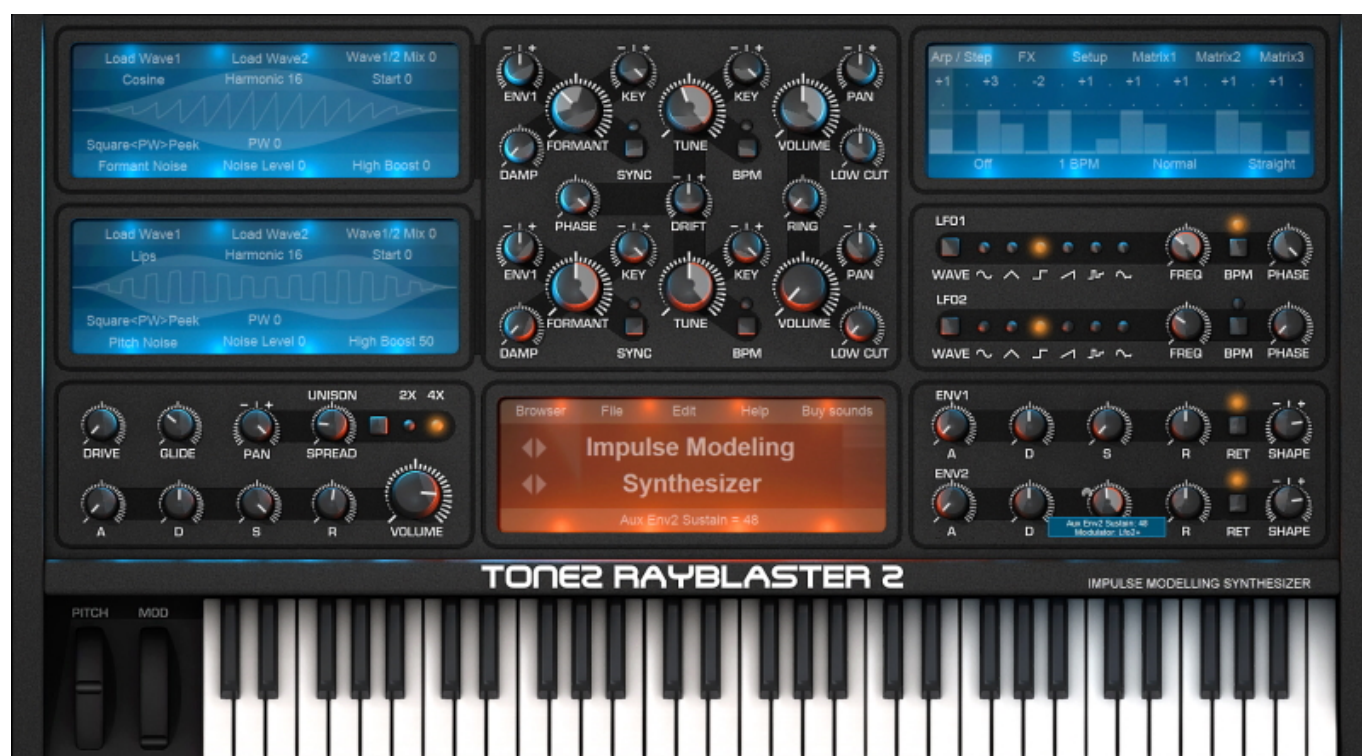 Load Wave1 Load Wave2 Wave1/2 Mix 0
Cosine Harmonic 16 Start 0
Square<PW>Peek PW 0
Formant Noise Noise Level 0 High Boost 0
ENV1 KEY KEY PAN
FORMANT TUNE VOLUME
DAMP SYNC BPM LOW CUT
PHASE DRIFT RING
Arp / Step FX Setup Matrix1 Matrix2 Matrix3
+1 +3 -2 +1 +1 +1 +1 +1
Off 1 BPM Normal Straight
Load Wave1 Load Wave2 Wave1/2 Mix 0
Lips Harmonic 16 Start 0
Square<PW>Peek PW 0
Pitch Noise Noise Level 0 High Boost 50
ENV1 KEY KEY PAN
FORMANT TUNE VOLUME
DAMP SYNC BPM LOW CUT
LFO1
WAVE FREQ BPM PHASE
LFO2
WAVE FREQ BPM PHASE
UNISON 2X 4X
DRIVE GLIDE PAN SPREAD
A D S R VOLUME
Browser File Edit Help Buy sounds
Impulse Modeling
Synthesizer
Aux Env2 Sustain = 48
ENV1
A D S R RET SHAPE
ENV2
A D R RET SHAPE
Aux Env2 Sustain: 48
Modulator: Lfo2+
TONE2 RAYBLASTER 2
IMPULSE MODELLING SYNTHESIZER
PITCH MOD